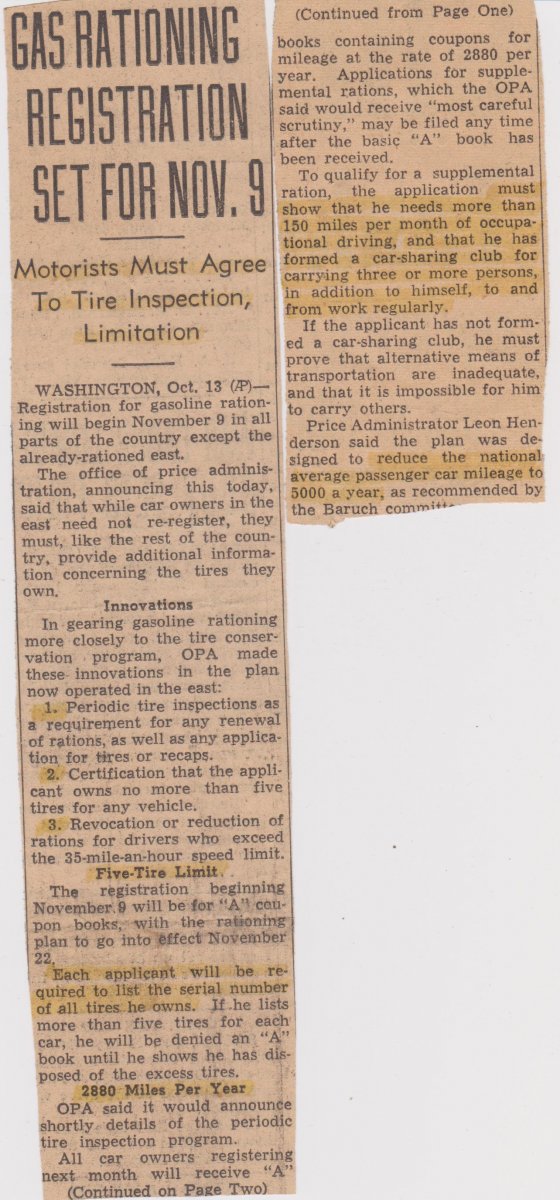 GAS RATIONING
REGISTRATION
SET FOR NOV. 9
Motorists Must Agree
To Tire Inspection,
Limitation
WASHINGTON, Oct. 13 (AP)—
Registration for gasoline ration-
ing will begin November 9 in all
parts of the country except the
already-rationed east.
The office of price adminis-
tration, announcing this today,
said that while car owners in the
east need not re-register, they
must, like the rest of the coun-
try, provide additional informa-
tion concerning the tires they
own.
Innovations
In gearing gasoline rationing
more closely to the tire conser-
vation program, OPA made
these innovations in the plan
now operated in the east:
1. Periodic tire inspections as
a requirement for any renewal
of rations, as well as any applica-
tion for tires or recaps.
2. Certification that the appli-
cant owns no more than five
tires for any vehicle.
3. Revocation or reduction of
rations for drivers who exceed
the 35-mile-an-hour speed limit.
Five-Tire Limit
The registration beginning
November 9 will be for "A" cou-
pon books, with the rationing
plan to go into effect November
22.
Each applicant will be re-
quired to list the serial number
of all tires he owns. If he lists
more than five tires for each
car, he will be denied an "A"
book until he shows he has dis-
posed of the excess tires.
2880 Miles Per Year
OPA said it would announce
shortly details of the periodic
tire inspection program.
All car owners registering
next month will receive "A"
(Continued on Page Two)
(Continued from Page One)
books containing coupons for
mileage at the rate of 2880 per
year. Applications for supple-
mental rations, which the OPA
said would receive "most careful
scrutiny," may be filed any time
after the basic "A" book has
been received.
To qualify for a supplemental
ration, the application must
show that he needs more than
150 miles per month of occupa-
tional driving, and that he has
formed a car-sharing club for
carrying three or more persons,
in addition to himself, to and
from work regularly.
If the applicant has not form-
ed a car-sharing club, he must
prove that alternative means of
transportation are inadequate,
and that it is impossible for him
to carry others.
Price Administrator Leon Hen-
derson said the plan was de-
signed to reduce the national
average passenger car mileage to
5000 a year, as recommended by
the Baruch committe